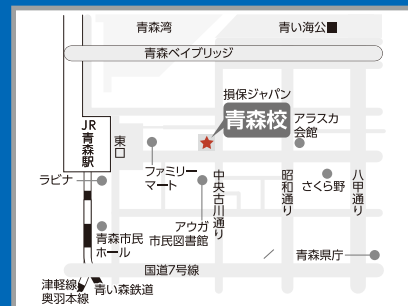 青森湾
青い海公
青森ベイブリッジ
損保ジャパン
青森校
アラスカ
会館
JR
青森駅
東口
ファミリー
マート
ラビナ
中央古川通り
昭和通り
さくら野
八甲通り
アウガ
市民図書館
青森市民
ホール
青森県庁
国道7号線
津軽線
奥羽本線
青い森鉄道